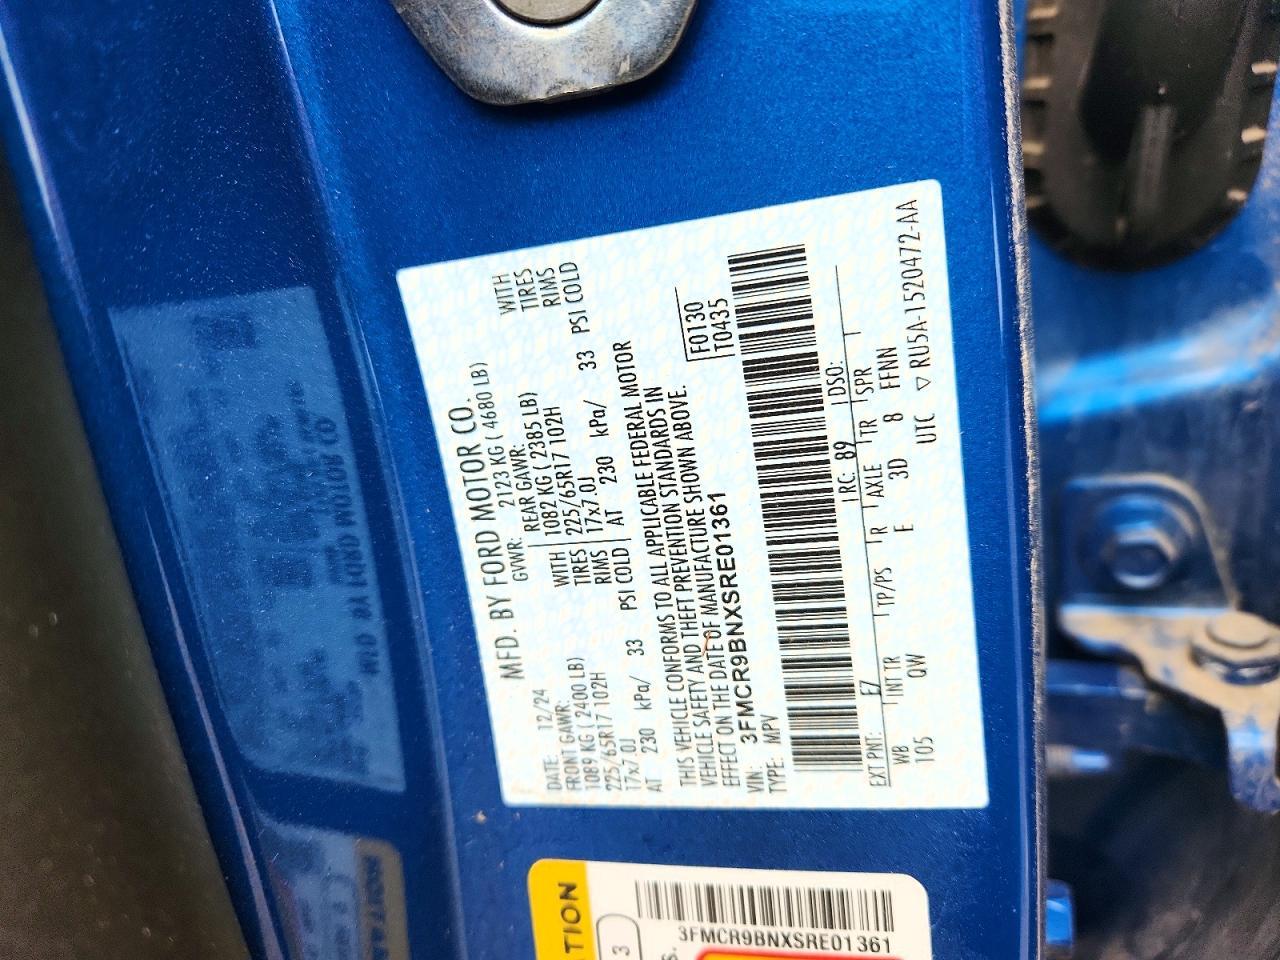 MFD. BY FORD MOTOR CO.
DATE: 12/24 GVWR: 2123 KG ( 4680 LB)
FRONT GAWR: REAR GAWR:
1089 KG ( 2400 LB) WITH 1082 KG ( 2385 LB) WITH
225/65R17 102H TIRES 225/65R17 102H TIRES
17x7.0J RIMS 17x7.0J RIMS
AT 230 kPa/ 33 PSI COLD AT 230 kPa/ 33 PSI COLD
THIS VEHICLE CONFORMS TO ALL APPLICABLE FEDERAL MOTOR
VEHICLE SAFETY AND THEFT PREVENTION STANDARDS IN
EFFECT ON THE DATE OF MANUFACTURE SHOWN ABOVE.
F0130
VIN: 3FMCR9BNXSRE01361
T0435
TYPE: MPV
EXT PNT: E7 RC: 89 DSO:
WB INT TR TP/PS R AXLE TR SPR
105 QW E 3D 8 FFNN
UTC ▽ RU5A-1520472-AA
TION
3
3FMCR9BNXSRE01361
S.